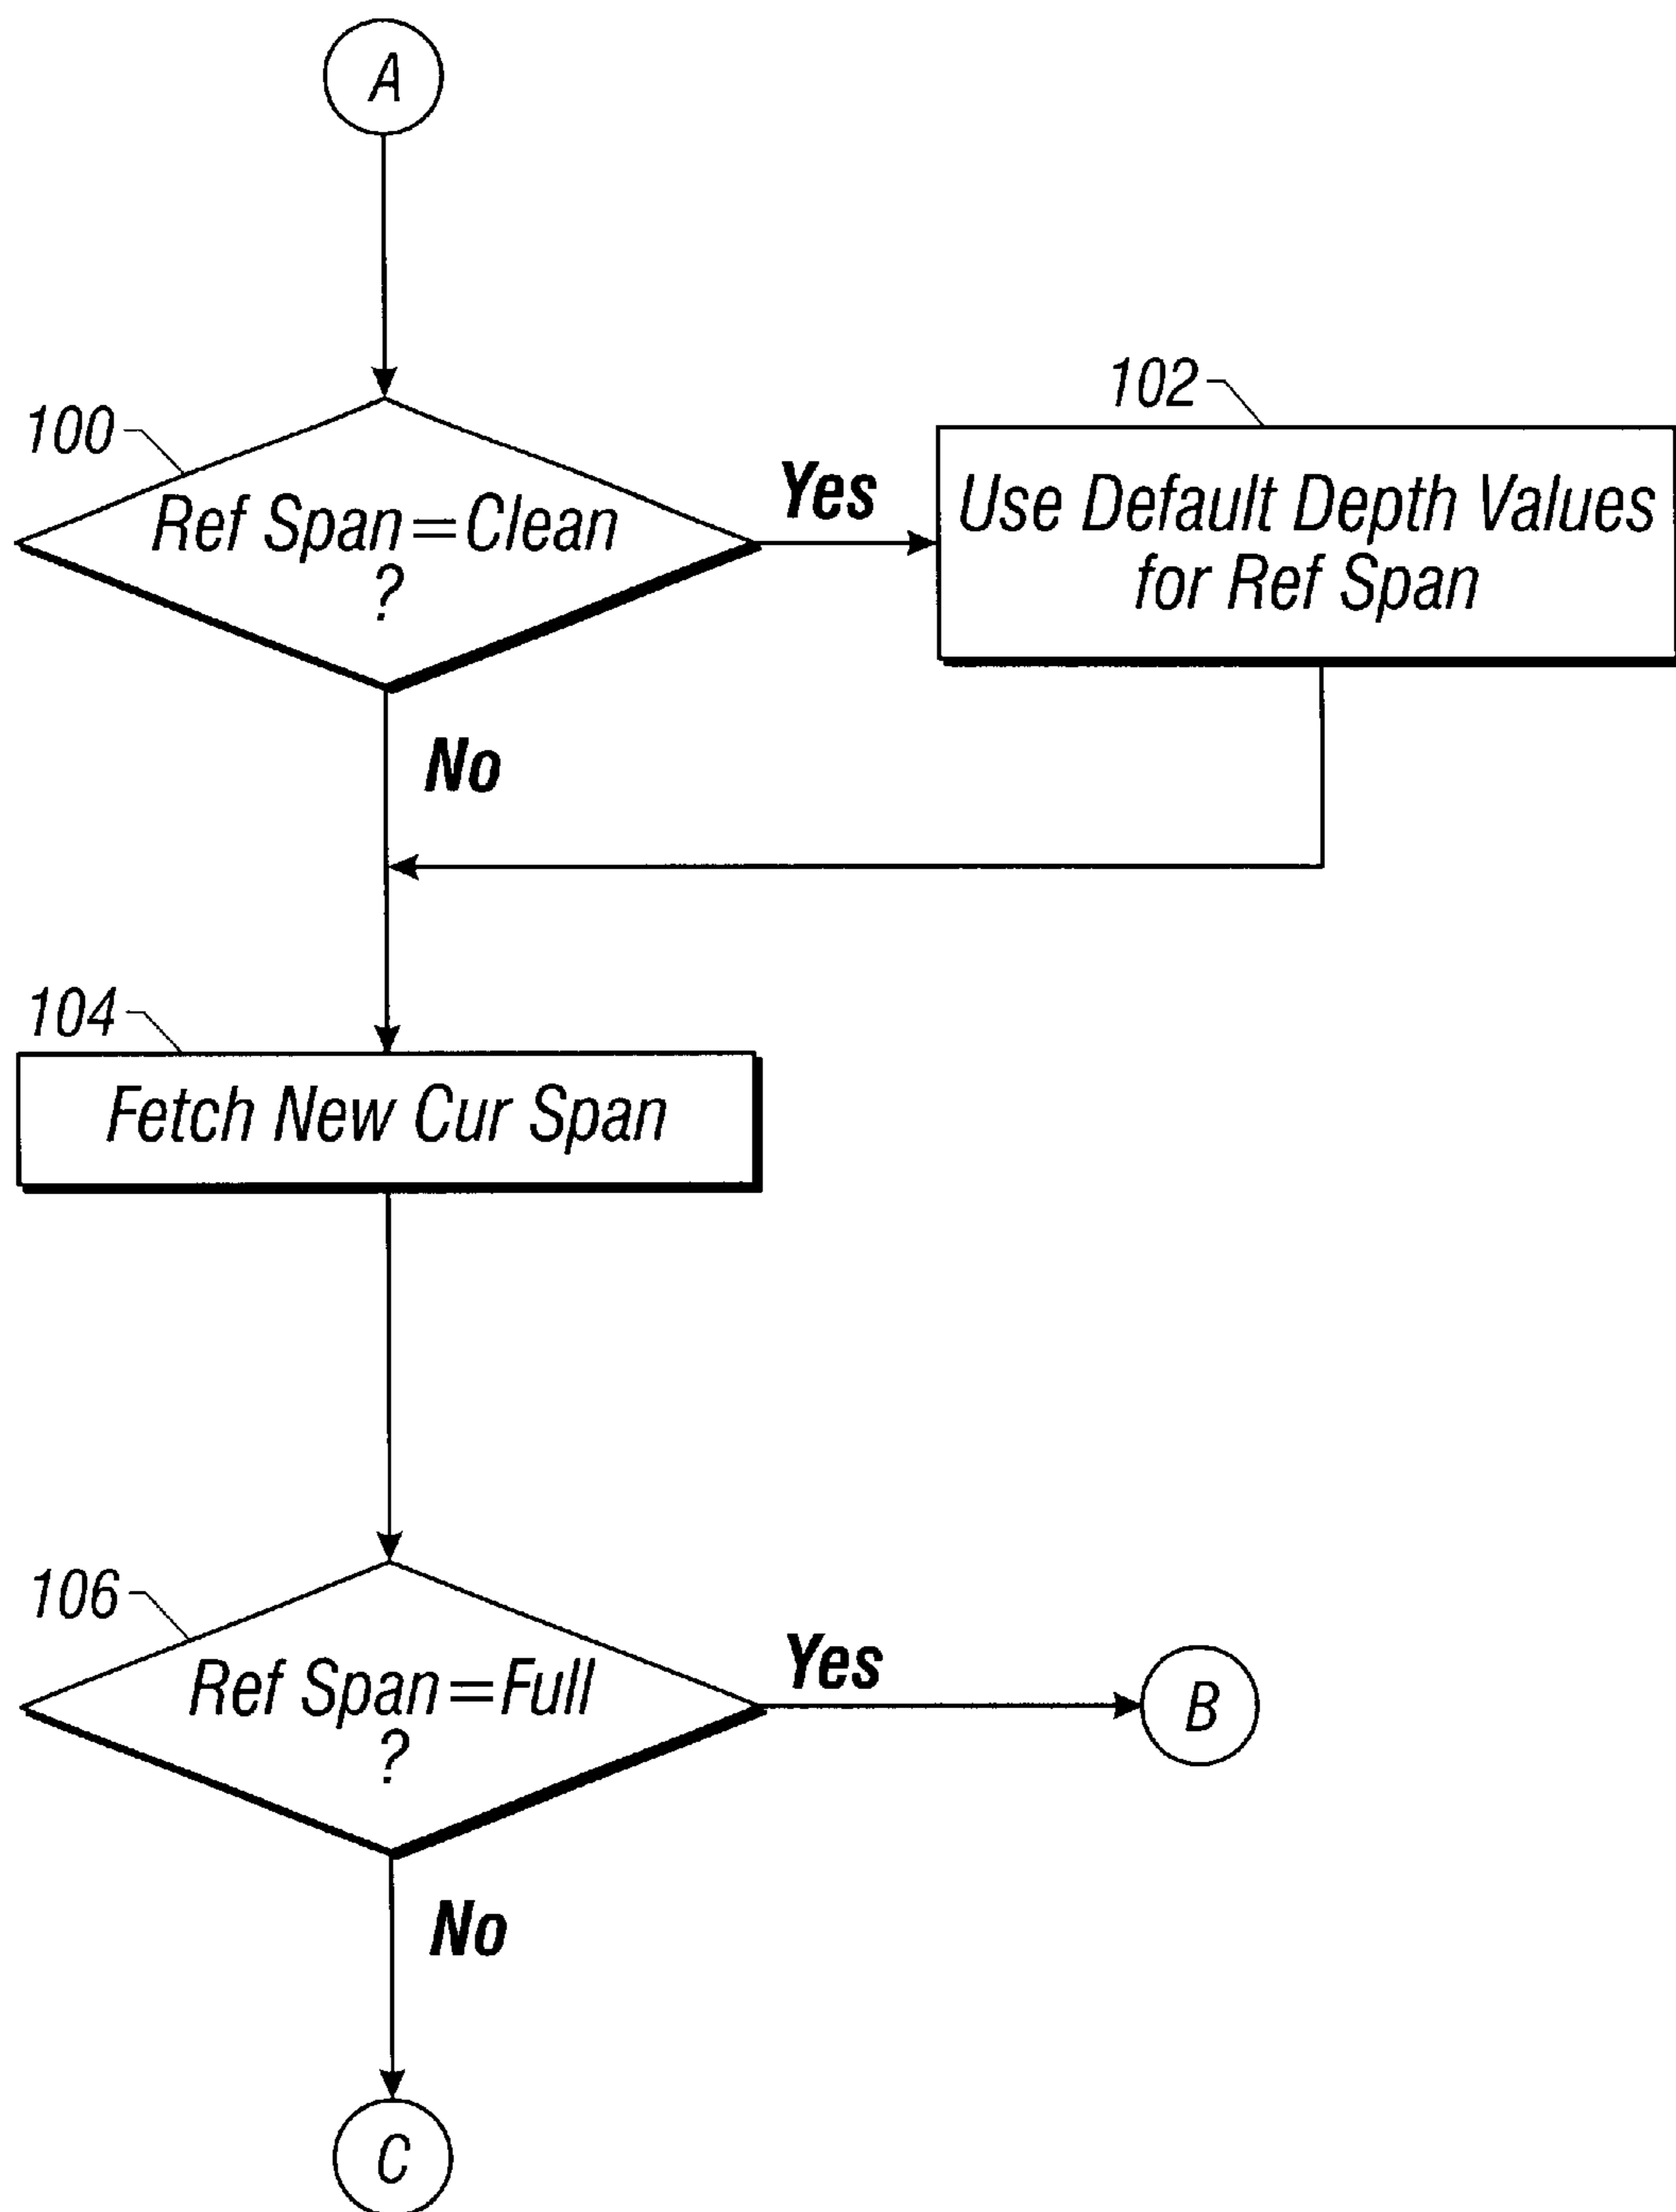 A
100
Ref Span=Clean
?
Yes
102
Use Default Depth Values
for Ref Span
No
104
Fetch New Cur Span
106
Ref Span=Full
?
Yes
B
No
C